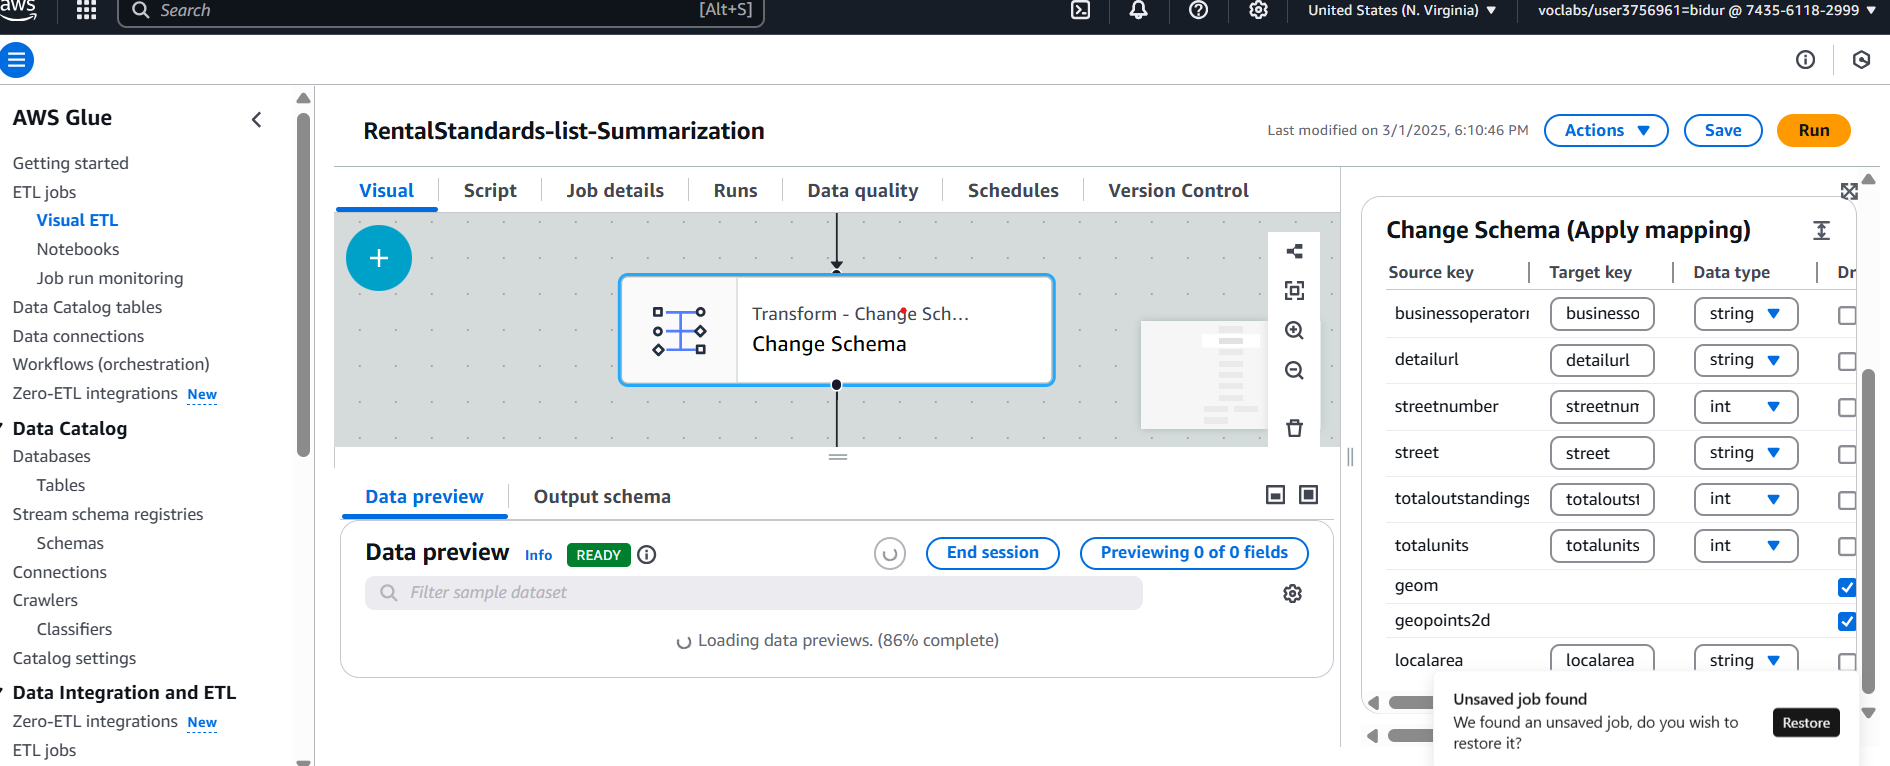 aws
Search
[Alt+S]
United States (N. Virginia)
voclabs/user3756961=bidur @ 7435-6118-2999
AWS Glue
Getting started
ETL jobs
Visual ETL
Notebooks
Job run monitoring
Data Catalog tables
Data connections
Workflows (orchestration)
Zero-ETL integrations New
Data Catalog
Databases
Tables
Stream schema registries
Schemas
Connections
Crawlers
Classifiers
Catalog settings
Data Integration and ETL
Zero-ETL integrations New
ETL jobs
RentalStandards-list-Summarization
Last modified on 3/1/2025, 6:10:46 PM
Actions
Save
Run
Visual
Script
Job details
Runs
Data quality
Schedules
Version Control
Transform - Change Sch...
Change Schema
Data preview
Output schema
Data preview Info READY
End session
Previewing 0 of 0 fields
Filter sample dataset
Loading data previews. (86% complete)
Change Schema (Apply mapping)
Source key Target key Data type Dr
businessoperatorn businesso string
detailurl detailurl string
streetnumber streetnum int
street street string
totaloutstandings totaloutst int
totalunits totalunits int
geom
geopoints2d
localarea localarea string
Unsaved job found
We found an unsaved job, do you wish to
restore it?
Restore